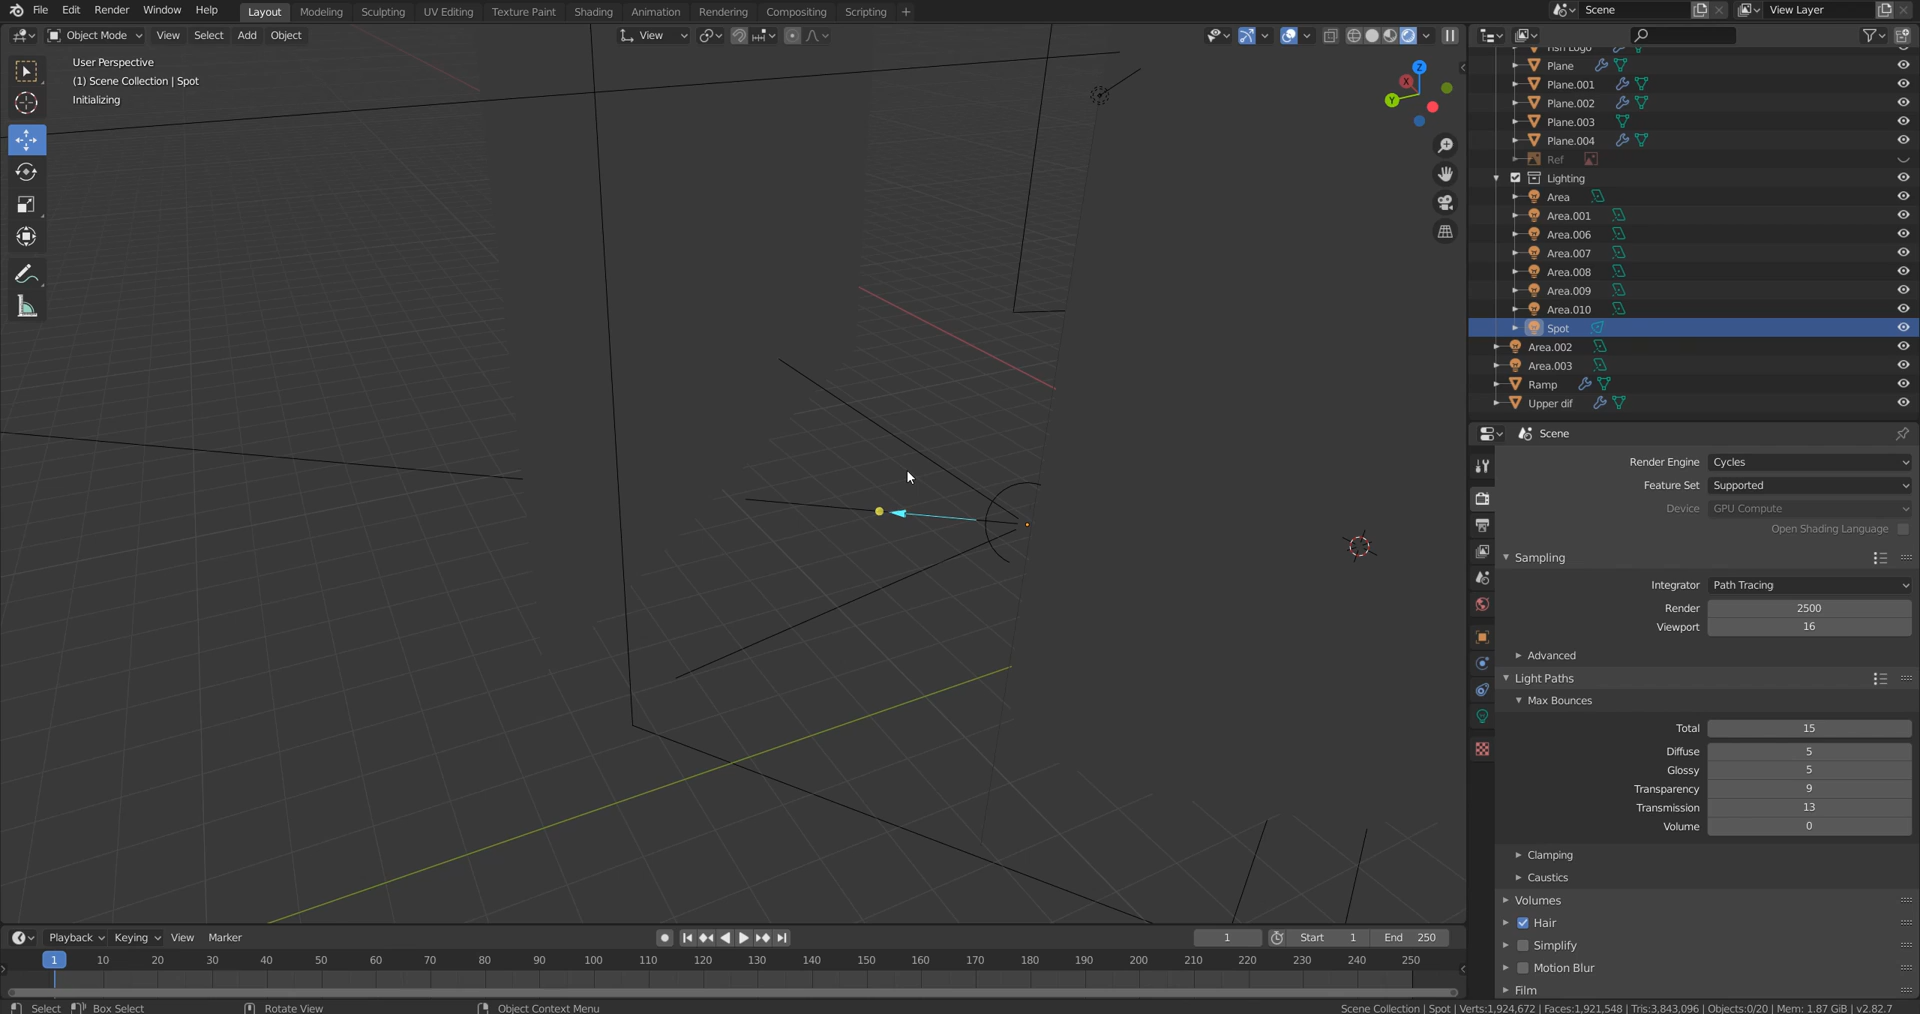 File Edit Render Window Help Layout Modeling Sculpting UV Editing Texture Paint Shading Animation Rendering Compositing Scripting + Scene View Layer
Object Mode View Select Add Object View
User Perspective
(1) Scene Collection | Spot
Initializing
Z
X
Y
Fish Logo
Plane
Plane.001
Plane.002
Plane.003
Plane.004
Ref
Lighting
Area
Area.001
Area.006
Area.007
Area.008
Area.009
Area.010
Spot
Area.002
Area.003
Ramp
Upper dif
Scene
Render Engine Cycles
Feature Set Supported
Device GPU Compute
Open Shading Language
Sampling
Integrator Path Tracing
Render 2500
Viewport 16
Advanced
Light Paths
Max Bounces
Total 15
Diffuse 5
Glossy 5
Transparency 9
Transmission 13
Volume 0
Clamping
Caustics
Volumes
Hair
Simplify
Motion Blur
Film
Playback Keying View Marker 1 Start 1 End 250
1 10 20 30 40 50 60 70 80 90 100 110 120 130 140 150 160 170 180 190 200 210 220 230 240 250
Select Box Select Rotate View Object Context Menu Scene Collection | Spot | Verts:1,924,672 | Faces:1,921,548 | Tris:3,843,096 | Objects:0/20 | Mem: 1.87 GiB | v2.82.7